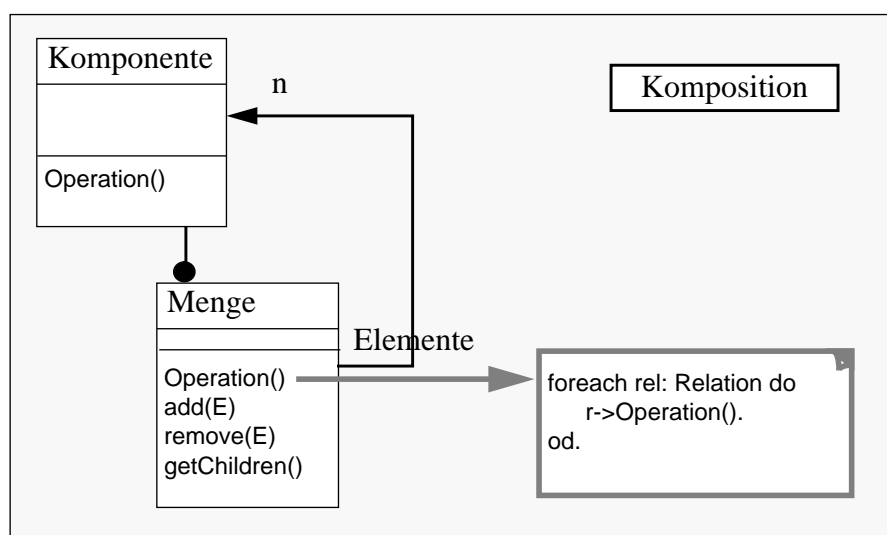 Komponente
n
Komposition
Operation()
Menge
Elemente
Operation()
add(E)
remove(E)
getChildren()
foreach rel: Relation do
r->Operation().
od.